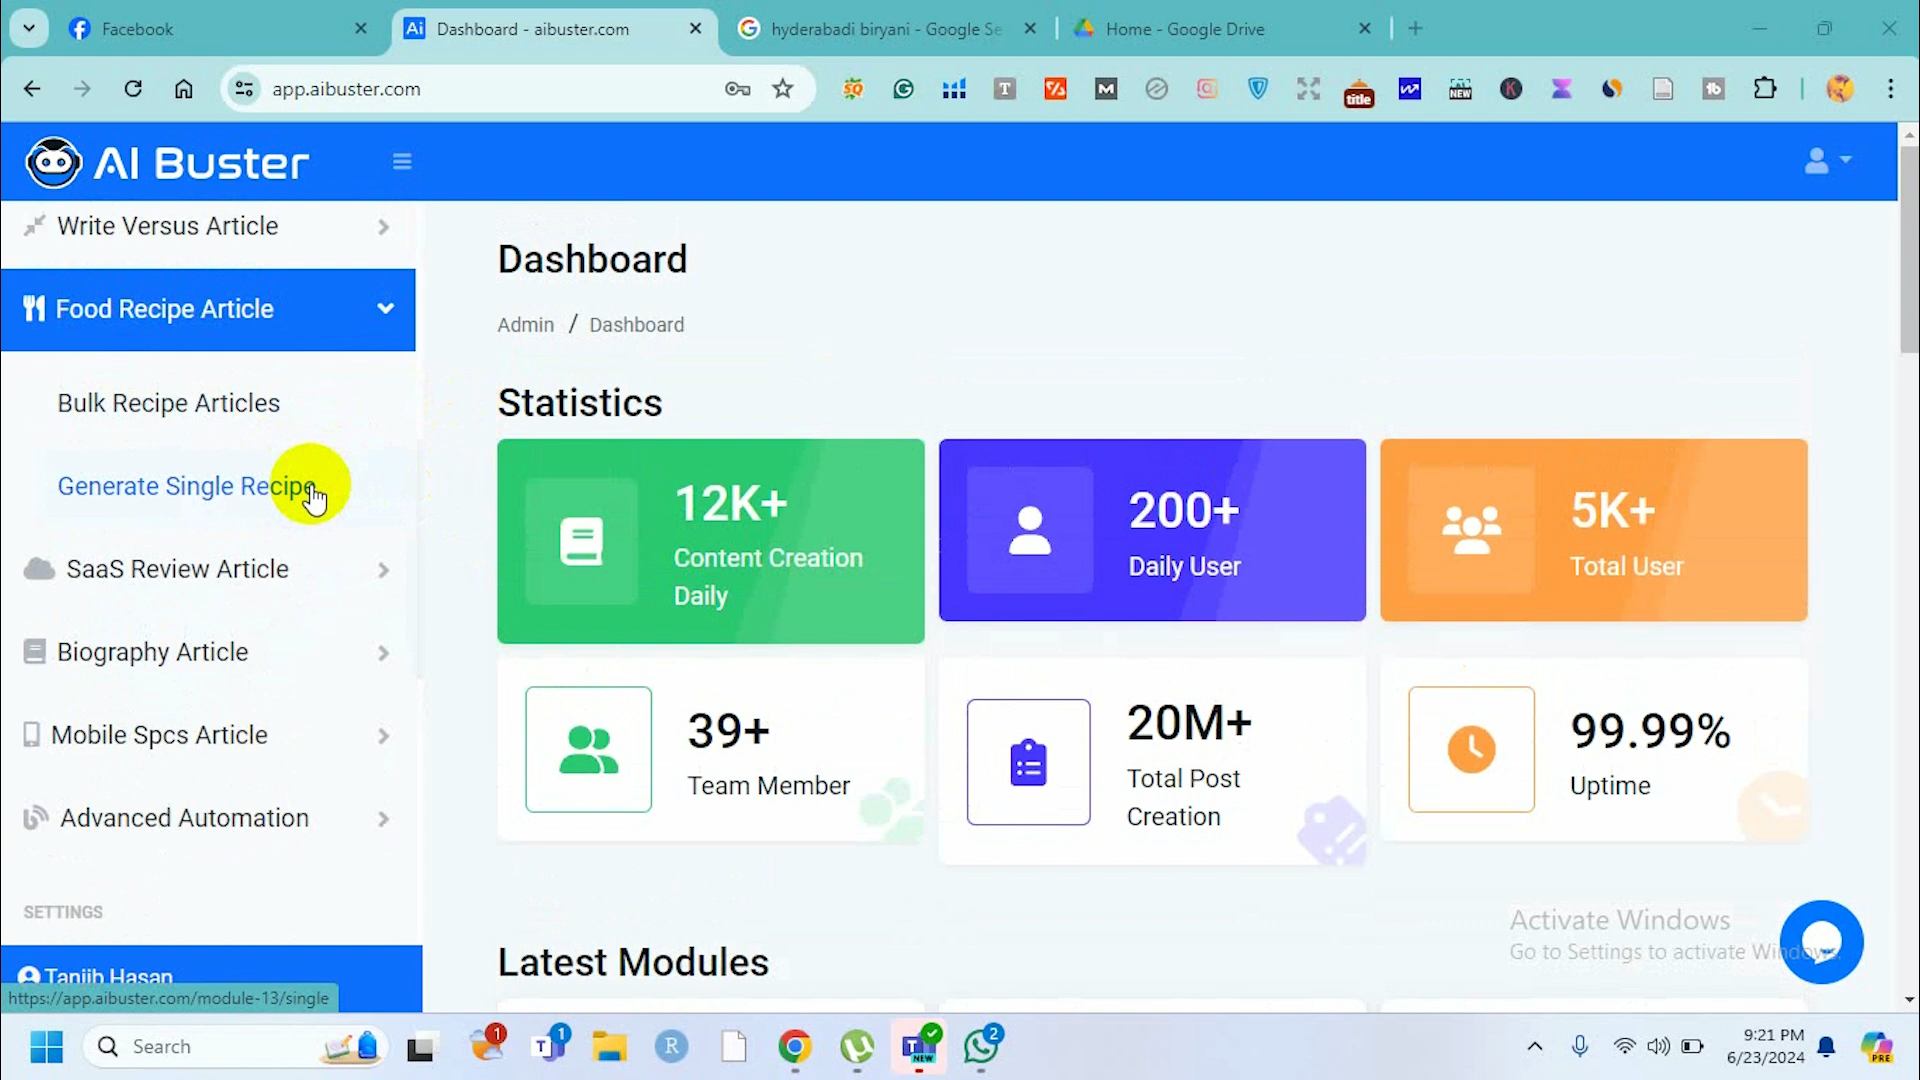 Facebook
Dashboard - aibuster.com
hyderabadi biryani - Google Se
Home - Google Drive
app.aibuster.com
AI Buster
Write Versus Article
Food Recipe Article
Bulk Recipe Articles
Generate Single Recipe
SaaS Review Article
Biography Article
Mobile Spcs Article
Advanced Automation
SETTINGS
Tanjib Hasan
https://app.aibuster.com/module-13/single
Dashboard
Admin / Dashboard
Statistics
12K+
Content Creation
Daily
200+
Daily User
5K+
Total User
39+
Team Member
20M+
Total Post
Creation
99.99%
Uptime
Latest Modules
Activate Windows
Go to Settings to activate Windows.
Search
9:21 PM
6/23/2024